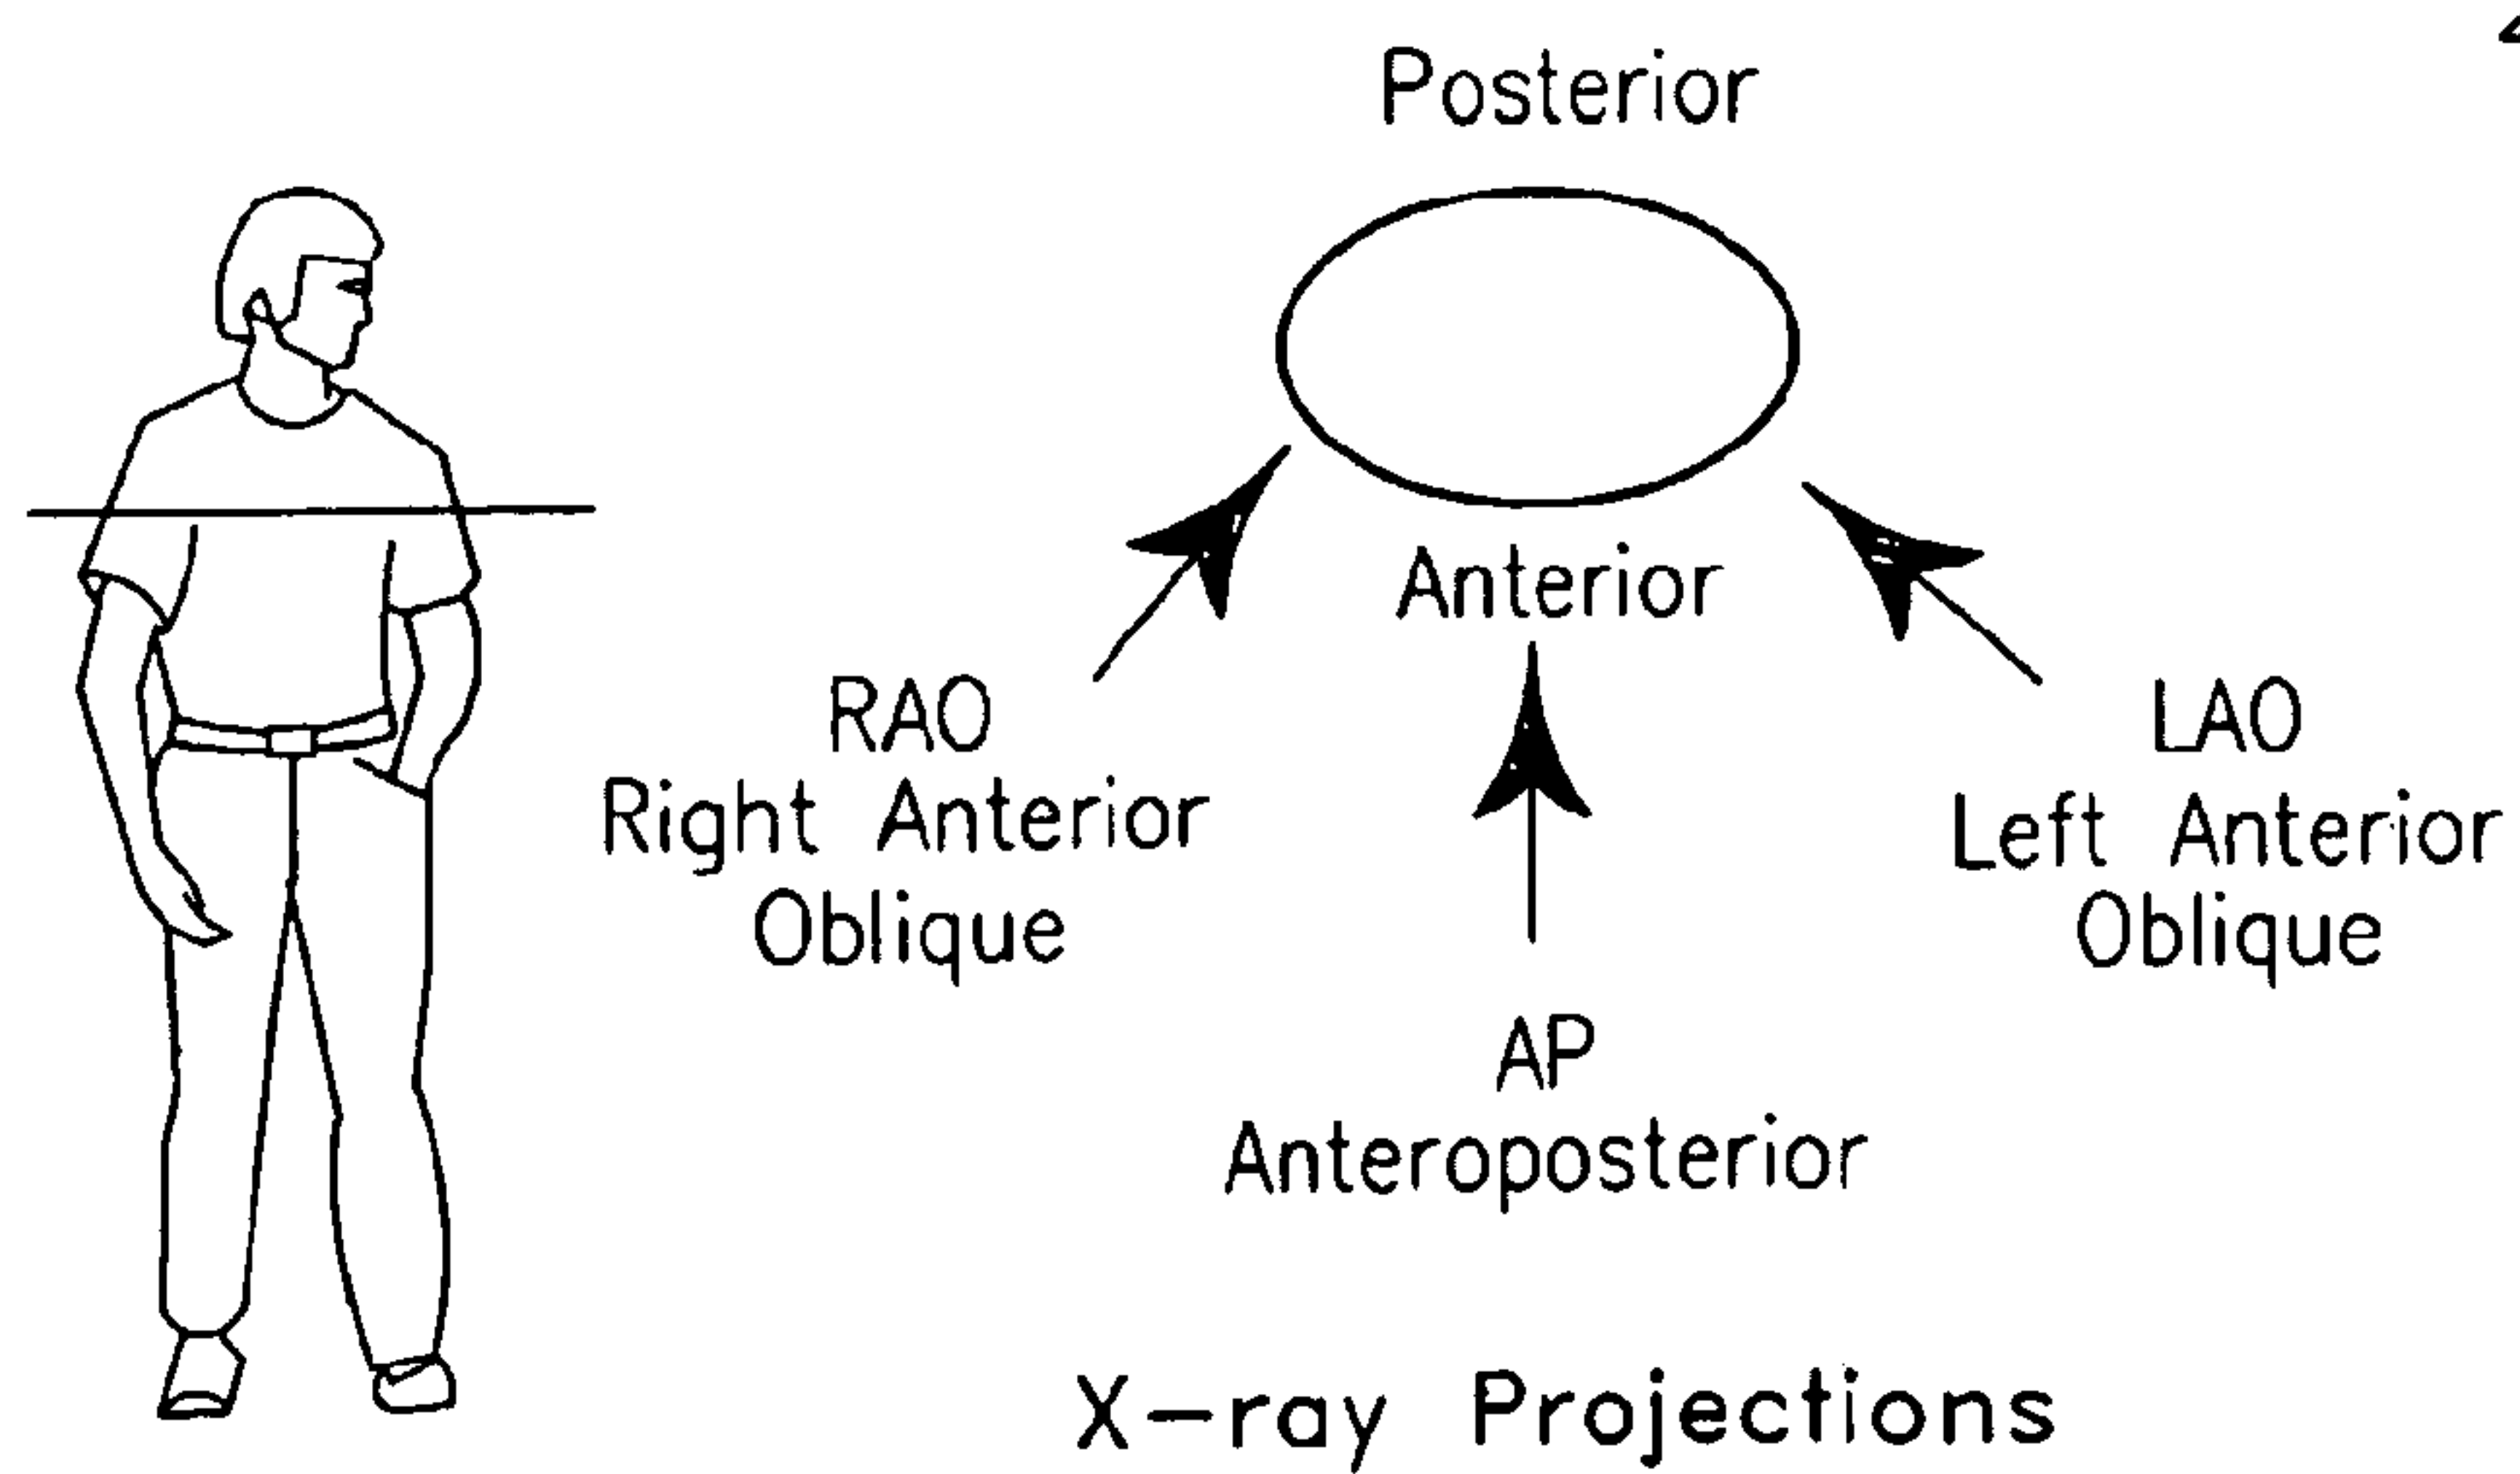 Posterior
Anterior
RAO
Right Anterior
Oblique
LAO
Left Anterior
Oblique
AP
Anteroposterior
X-ray Projections